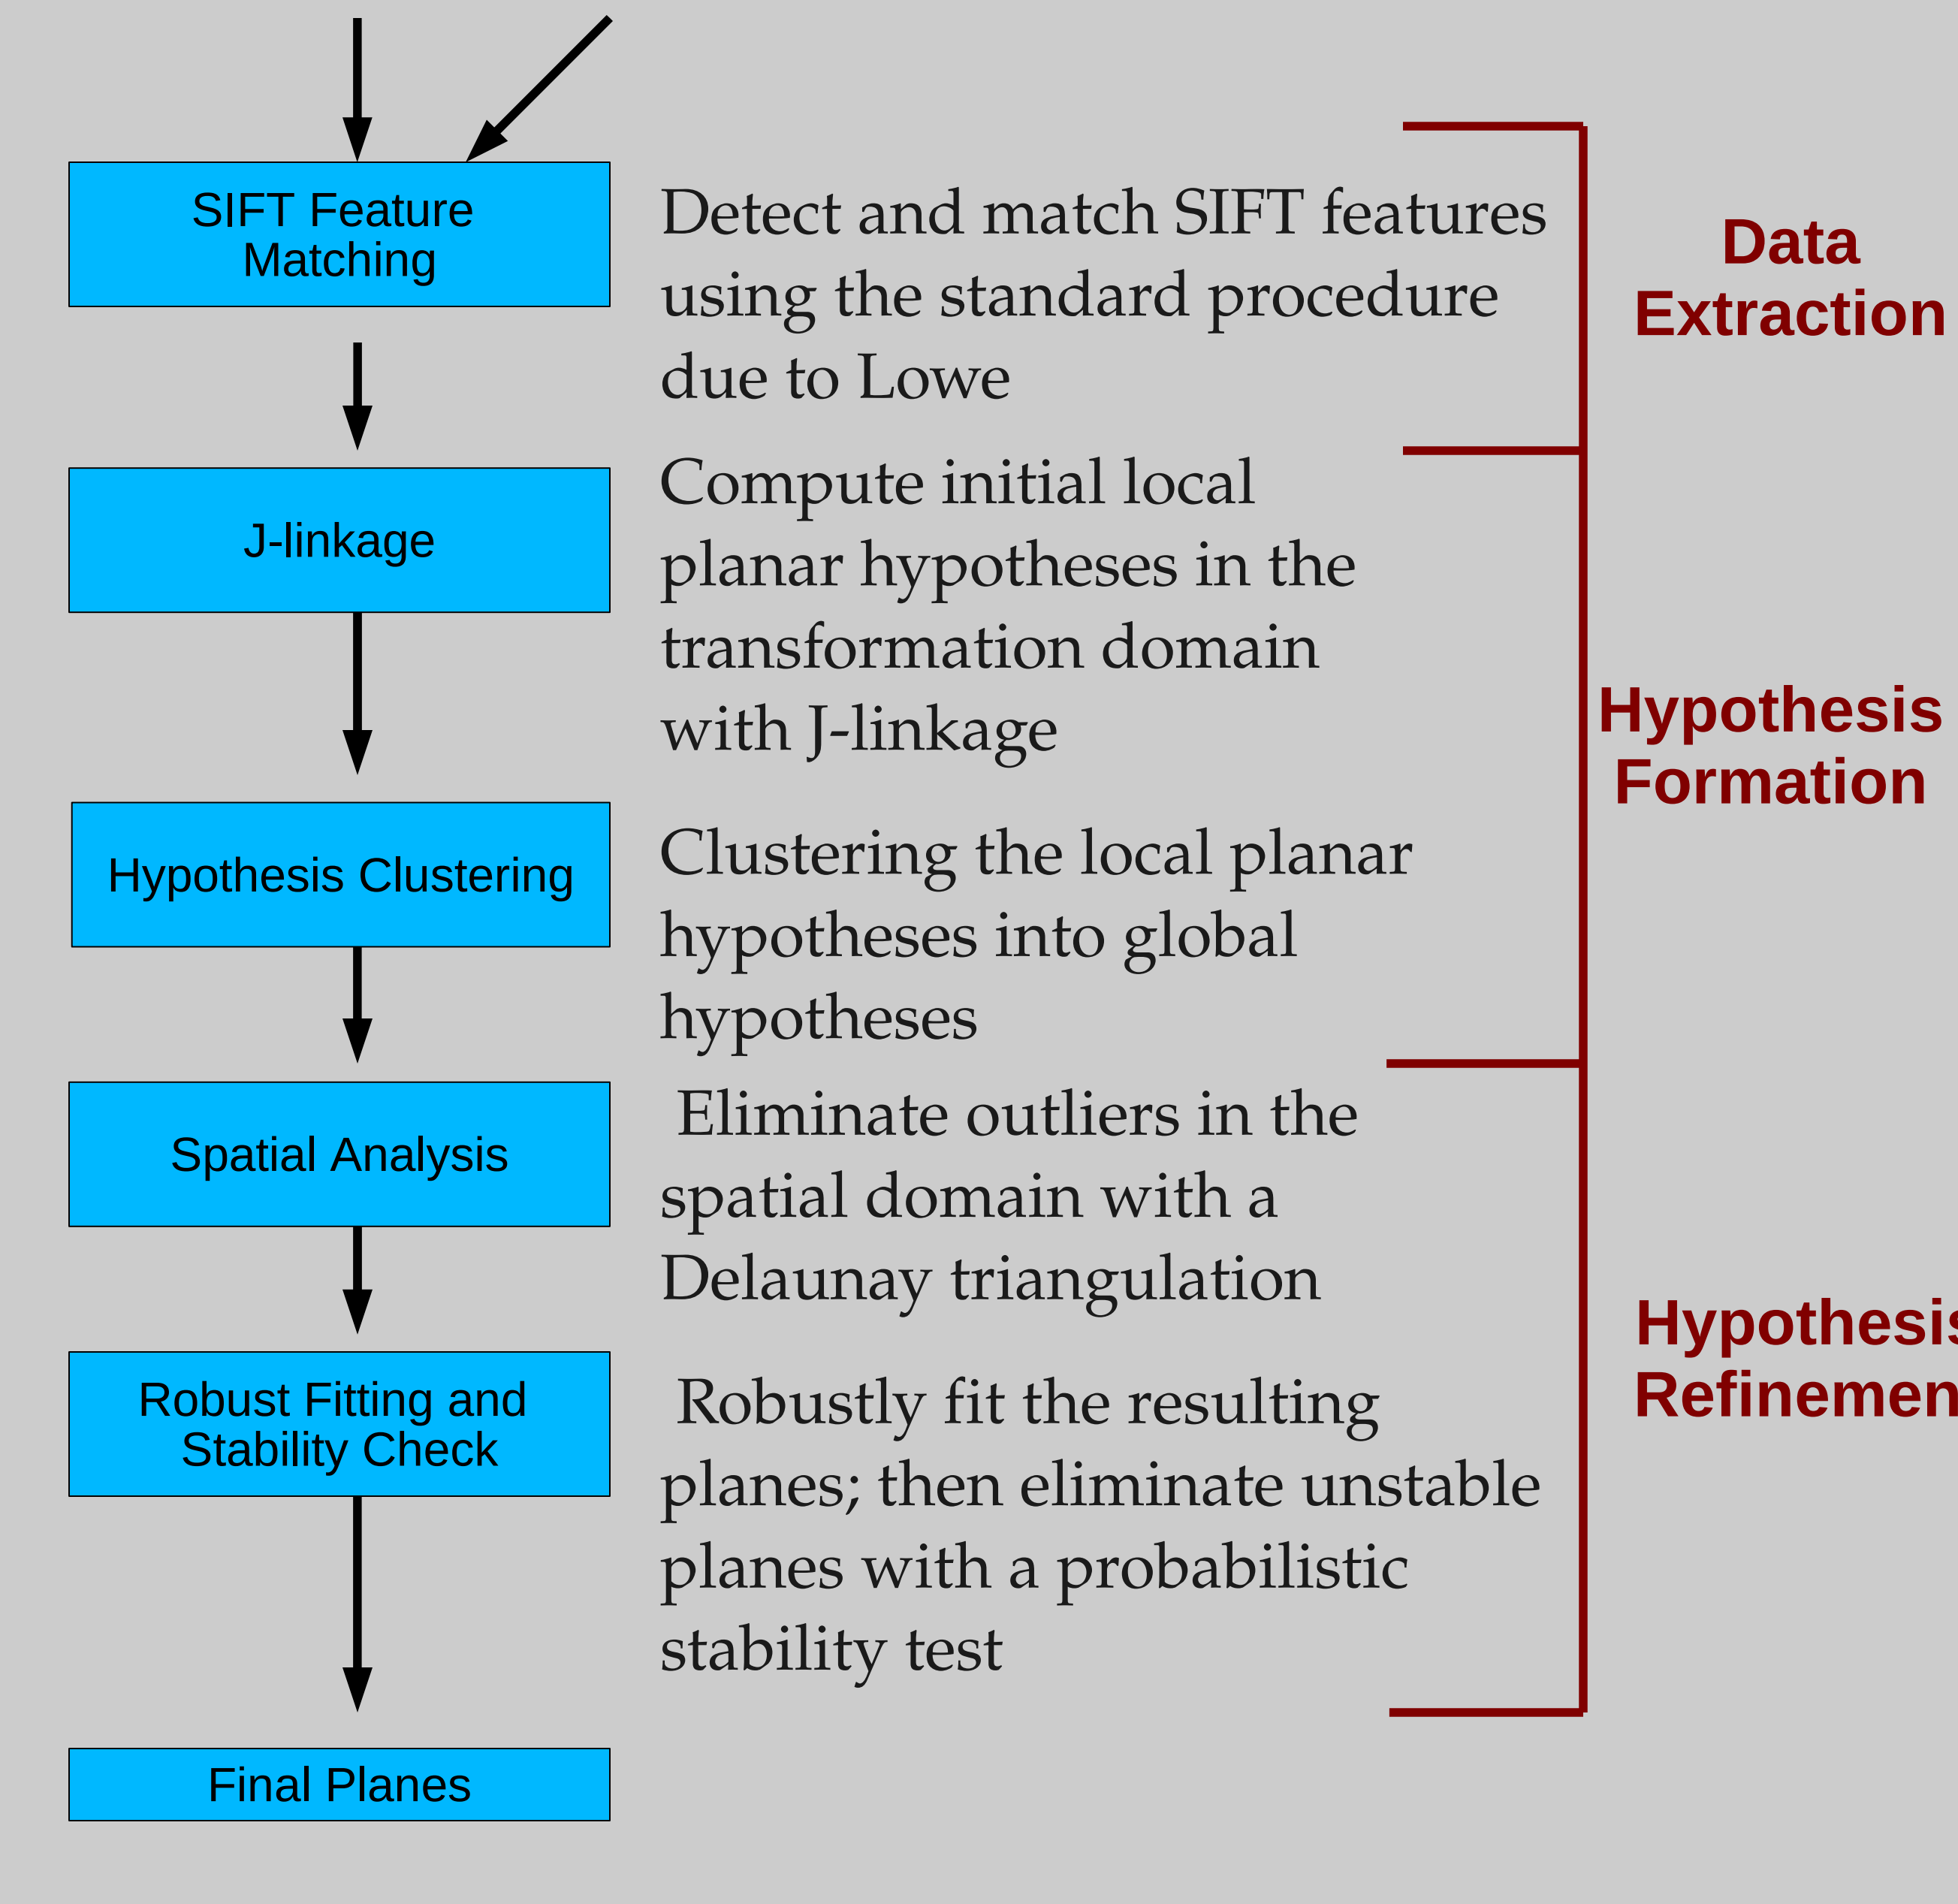 SIFT Feature
Matching
Detect and match SIFT features
using the standard procedure
due to Lowe
Data
Extraction
J-linkage
Compute initial local
planar hypotheses in the
transformation domain
with J-linkage
Hypothesis
Formation
Hypothesis Clustering
Clustering the local planar
hypotheses into global
hypotheses
Spatial Analysis
Eliminate outliers in the
spatial domain with a
Delaunay triangulation
Hypothesis
Refinemen
Robust Fitting and
Stability Check
Robustly fit the resulting
planes; then eliminate unstable
planes with a probabilistic
stability test
Final Planes